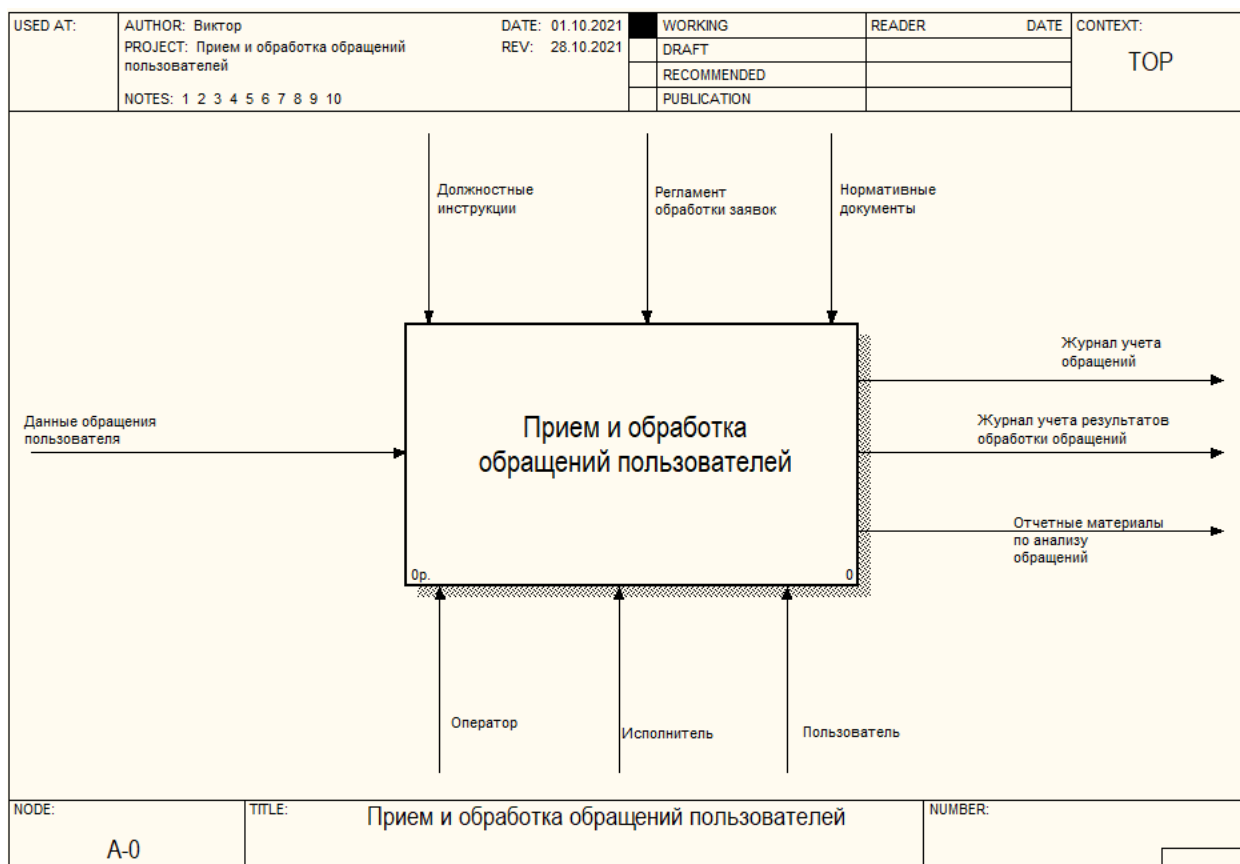 USED AT:
AUTHOR: Виктор
DATE: 01.10.2021
PROJECT: Прием и обработка обращений
пользователей
REV: 28.10.2021
NOTES: 1 2 3 4 5 6 7 8 9 10
WORKING
DRAFT
RECOMMENDED
PUBLICATION
READER
DATE
CONTEXT:
TOP
Должностные
инструкции
Регламент
обработки заявок
Нормативные
документы
Данные обращения
пользователя
Прием и обработка
обращений пользователей
0р.
0
Журнал учета
обращений
Журнал учета результатов
обработки обращений
Отчетные материалы
по анализу
обращений
Оператор
Исполнитель
Пользователь
NODE:
A-0
TITLE:
Прием и обработка обращений пользователей
NUMBER: